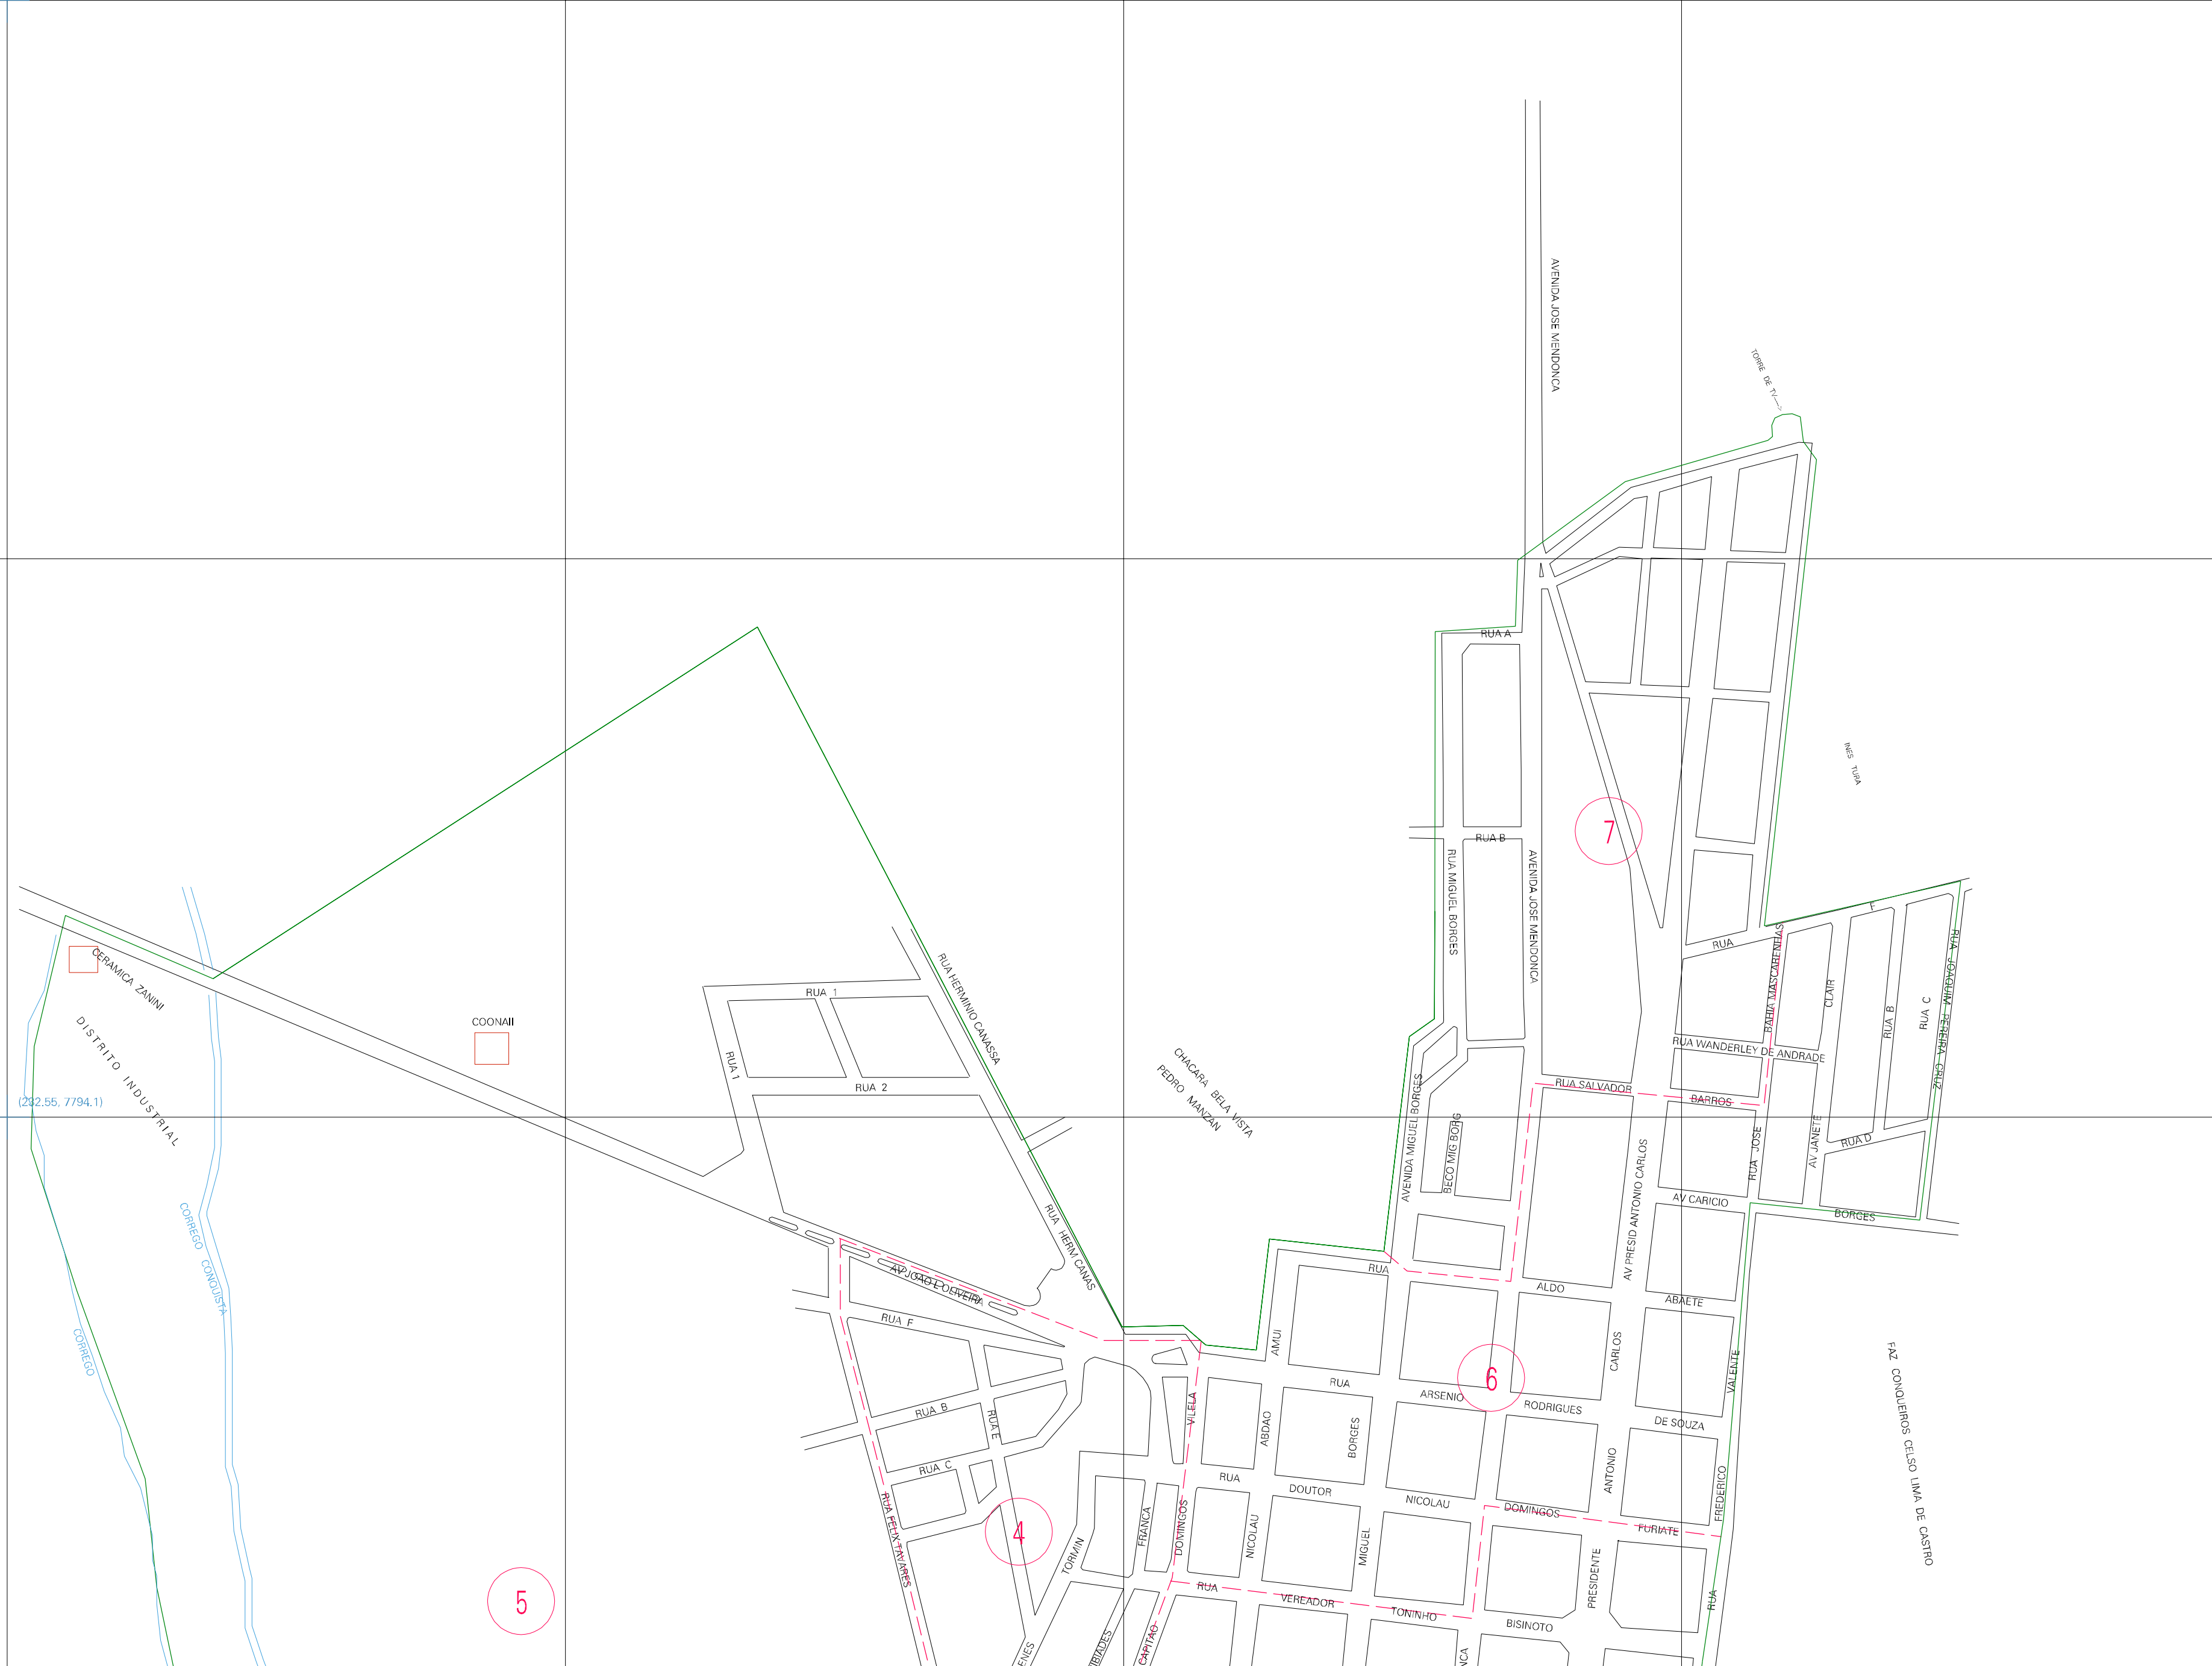 AVENIDA JOSE MENDONCA
TORRE DE TV--->
INES TURA
RUA A
7
RUA B
RUA MIGUEL BORGES
AVENIDA JOSE MENDONCA
RUA F
RUA JOAQUIM PEREIRA CRUZ
BAHIA MASCARENHAS
CLAIR
RUA B
RUA C
RUA WANDERLEY DE ANDRADE
RUA SALVADOR BARROS
CERAMICA ZANINI
DISTRITO INDUSTRIAL
COONAII
RUA 1
RUA 1
RUA 2
RUA HERMINIO CANASSA
CHACARA BELA VISTA
PEDRO MANZAN
(232.55, 7794.1)
AVENIDA MIGUEL BORGES
BECO MIG BORG
AV PRESID ANTONIO CARLOS
RUA JOSE
AV JANETE
RUA D
AV CARICIO BORGES
CORREGO CONQUISTA
CORREGO
RUA HERM CANAS
AV JOAO L OLIVEIRA
RUA ALDO ABAETE
RUA F
AMUI
CARLOS
VALENTE
6
RUA ARSENIO RODRIGUES DE SOUZA
FAZ CONQUEIROS CELSO LIMA DE CASTRO
RUA B
RUA E
VILELA
ABDAO
BORGES
RUA C
RUA DOUTOR NICOLAU DOMINGOS FURIATE
ANTONIO
FREDERICO
RUA FELIX TAVARES
4
TORMIN
FRANCA
DOMINGOS
NICOLAU
MIGUEL
PRESIDENTE
RUA
5
RUA VEREADOR TONINHO BISINOTO
ENES
BIADES
CAPITAO
NCA